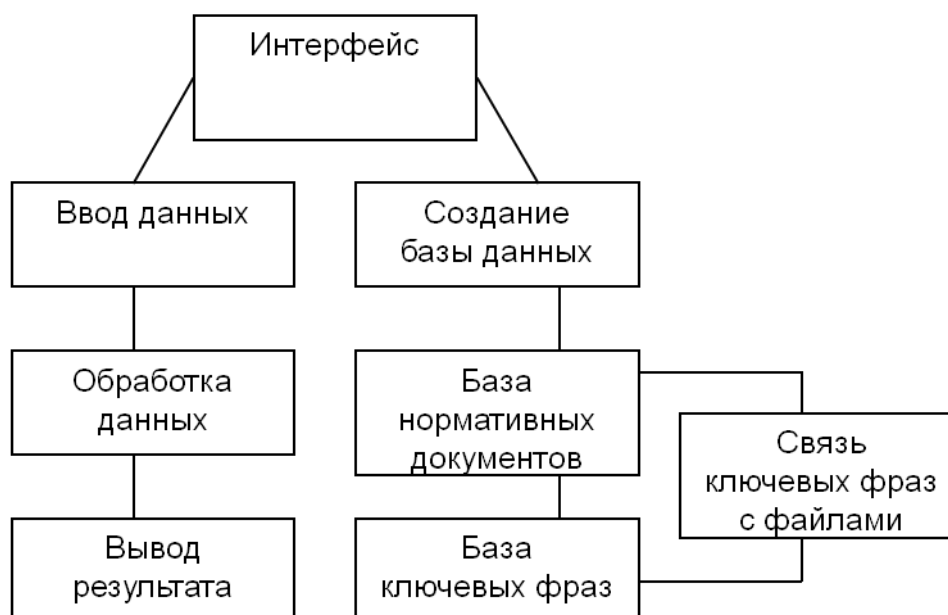 Интерфейс
Ввод данных
Создание
базы данных
Обработка
данных
База
нормативных
документов
Связь
ключевых фраз
с файлами
Вывод
результата
База
ключевых фраз